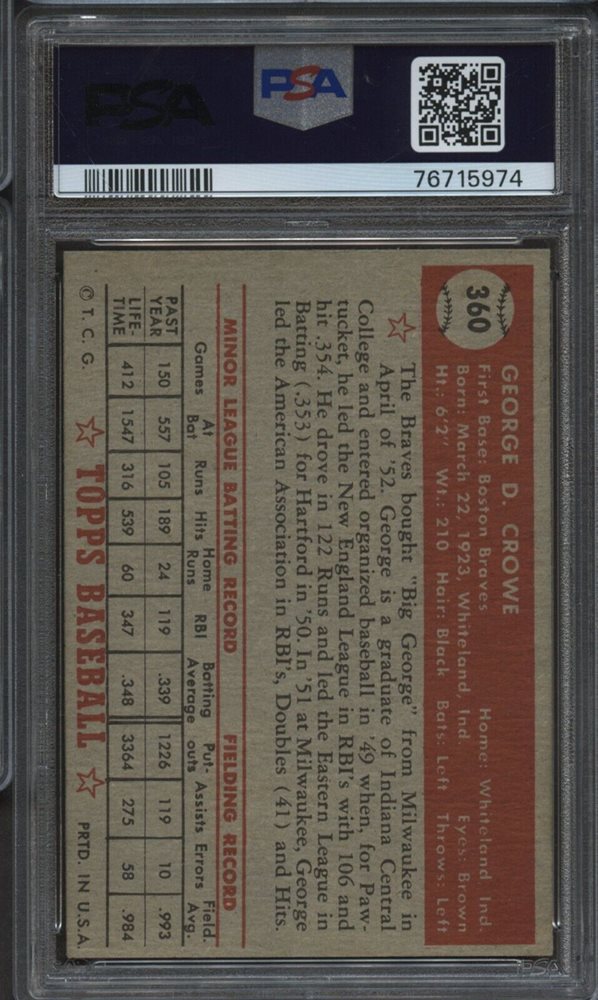 PSA
PSA
76715974
360
GEORGE D. CROWE
First Base: Boston Braves Home: Whiteland, Ind.
Born: March 22, 1923, Whiteland, Ind. Eyes: Brown
Ht.: 6'2" Wt.: 210 Hair: Black Bats: Left Throws: Left
The Braves bought "Big George" from Milwaukee in
April of '52. George is a graduate of Indiana Central
College and entered organized baseball in '49 when, for Paw-
tucket, he led the New England League in RBI's with 106 and
hit .354. He drove in 122 Runs and led the Eastern League in
Batting (.353) for Hartford in '50. In '51 at Milwaukee, George
led the American Association in RBI's, Doubles (41) and Hits.
MINOR LEAGUE BATTING RECORD FIELDING RECORD
Games At Bat Runs Hits Home Runs RBI Batting Average Put-outs Assists Errors Field. Avg.
PAST YEAR 150 557 105 189 24 119 .339 1226 119 10 .993
LIFE-TIME 412 1547 316 539 60 347 .348 3364 275 58 .984
© T. C. G. TOPPS BASEBALL PRTD. IN U.S.A.
PSA